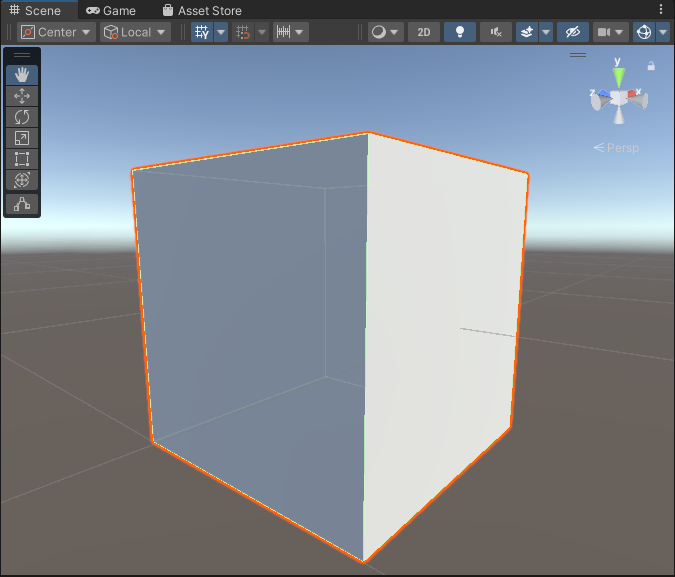 Scene Game Asset Store
Center Local 2D
y
z x
Persp